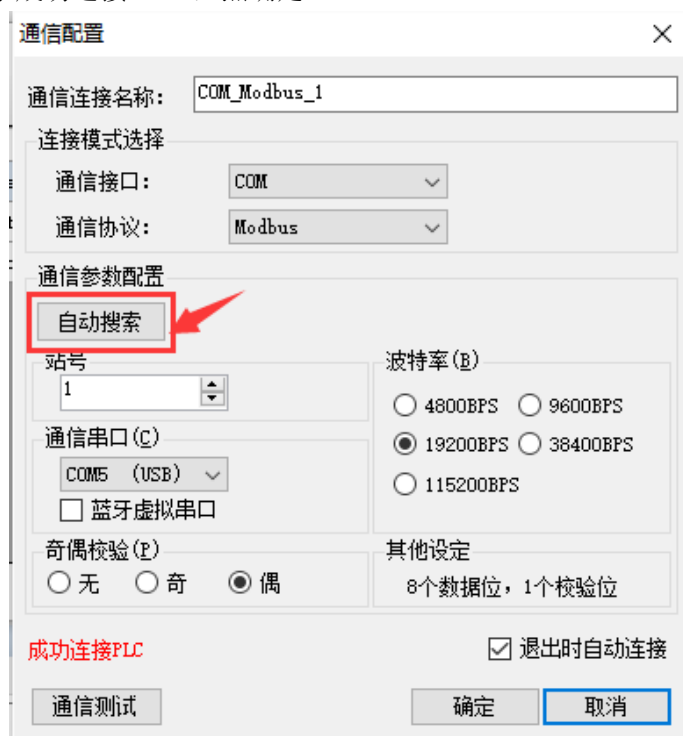 通信配置
通信连接名称: COM_Modbus_1
连接模式选择
通信接口: COM
通信协议: Modbus
通信参数配置
自动搜索
站号
1
通信串口(C)
COM5 (USB)
蓝牙虚拟串口
奇偶校验(P)
无 奇 偶
波特率(B)
4800BPS 9600BPS
19200BPS 38400BPS
115200BPS
其他设定
8个数据位，1个校验位
成功连接PLC
退出时自动连接
通信测试 确定 取消